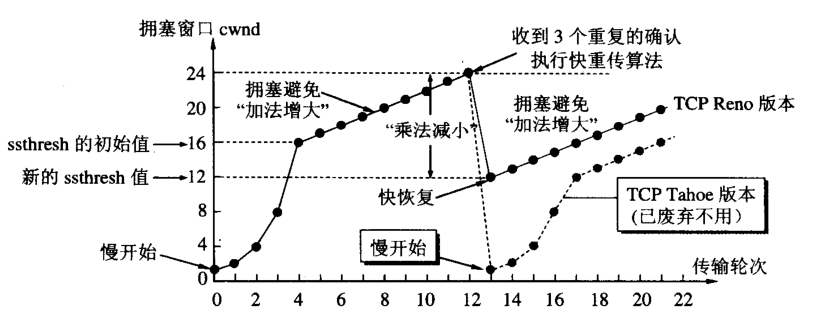 拥塞窗口 cwnd
收到 3 个重复的确认
执行快重传算法
24
拥塞避免
“加法增大”
拥塞避免
“加法增大”
TCP Reno 版本
20
“乘法减小”
ssthresh 的初始值
16
新的 ssthresh 值
12
快恢复
TCP Tahoe 版本
(已废弃不用)
8
慢开始
4
慢开始
传输轮次
0
0 2 4 6 8 10 12 13 14 16 18 20 22